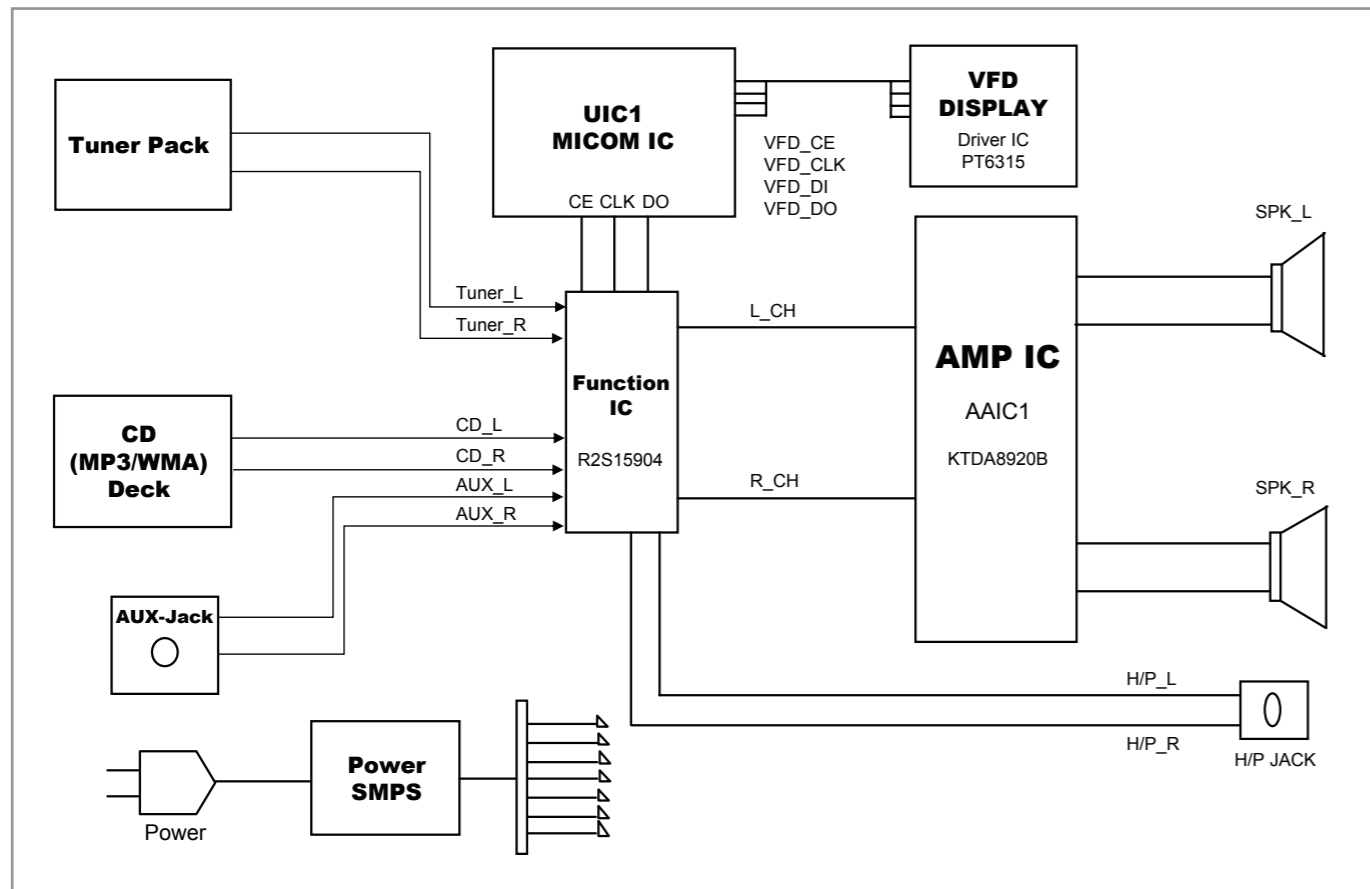 Tuner Pack
UIC1
MICOM IC
CE CLK DO
VFD_CE
VFD_CLK
VFD_DI
VFD_DO
VFD
DISPLAY
Driver IC
PT6315
Tuner_L
Tuner_R
CD
(MP3/WMA)
Deck
CD_L
CD_R
AUX_L
AUX_R
Function
IC
R2S15904
L_CH
R_CH
AMP IC
AAIC1
KTDA8920B
SPK_L
SPK_R
AUX-Jack
H/P_L
H/P_R
H/P JACK
Power
Power
SMPS